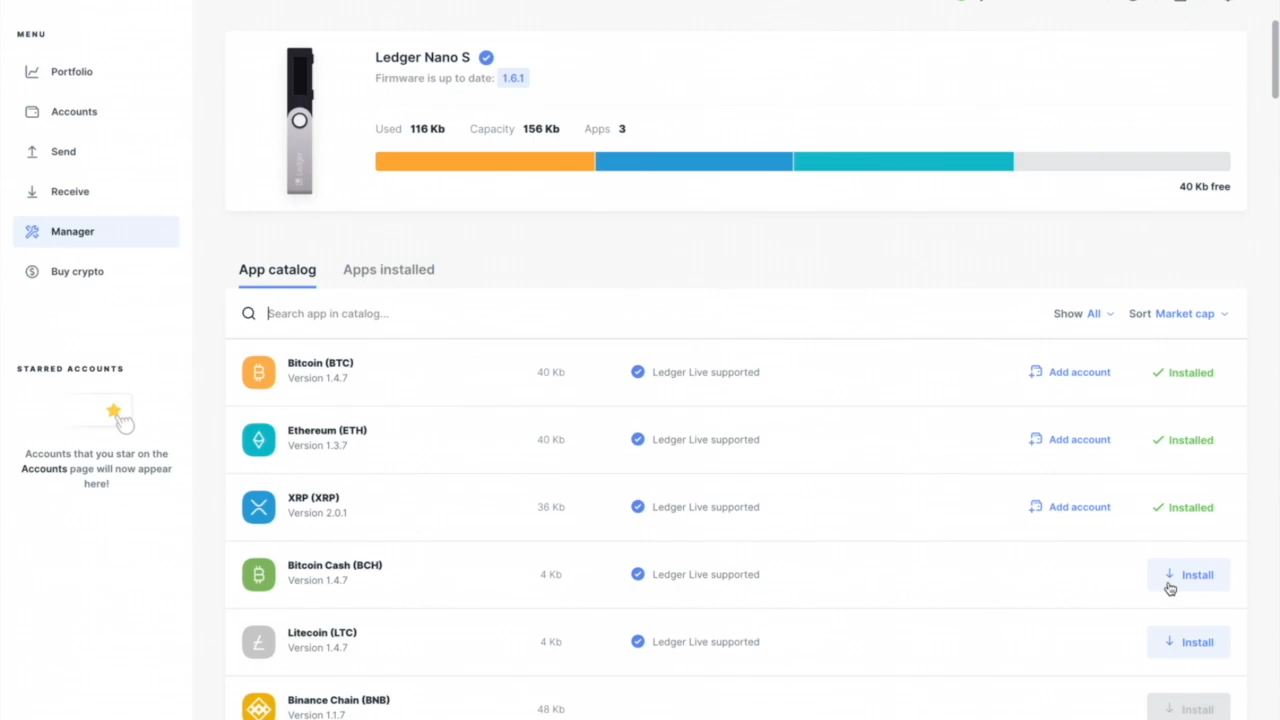 MENU
Portfolio
Accounts
Send
Receive
Manager
Buy crypto
STARRED ACCOUNTS
Accounts that you star on the
Accounts page will now appear
here!
Ledger Nano S
Firmware is up to date: 1.6.1
Used 116 Kb Capacity 156 Kb Apps 3
40 Kb free
Ledger
App catalog Apps installed
Search app in catalog...
Show All Sort Market cap
Bitcoin (BTC)
Version 1.4.7
40 Kb Ledger Live supported Add account Installed
Ethereum (ETH)
Version 1.3.7
40 Kb Ledger Live supported Add account Installed
XRP (XRP)
Version 2.0.1
36 Kb Ledger Live supported Add account Installed
Bitcoin Cash (BCH)
Version 1.4.7
4 Kb Ledger Live supported Install
Litecoin (LTC)
Version 1.4.7
4 Kb Ledger Live supported Install
Binance Chain (BNB)
Version 1.1.7
48 Kb Install